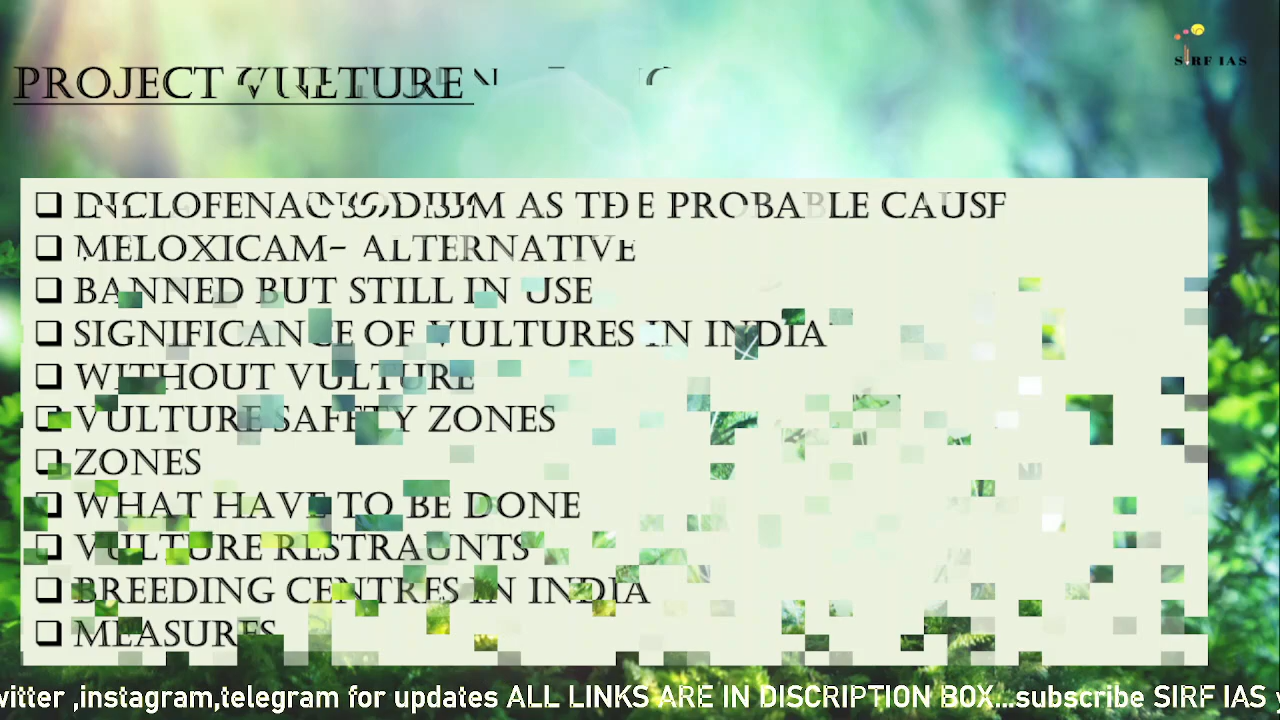 SIRF IAS
PROJECT VULTURE
❑ DICLOFENAC SODIUM AS THE PROBABLE CAUSE
❑ MELOXICAM- ALTERNATIVE
❑ BANNED BUT STILL IN USE
❑ SIGNIFICANCE OF VULTURES IN INDIA
❑ WITHOUT VULTURE
❑ VULTURE SAFETY ZONES
❑ ZONES
❑ WHAT HAVE TO BE DONE
❑ VULTURE RESTRAUNTS
❑ BREEDING CENTRES IN INDIA
❑ MEASURES
witter ,instagram,telegram for updates ALL LINKS ARE IN DISCRIPTION BOX...subscribe SIRF IAS